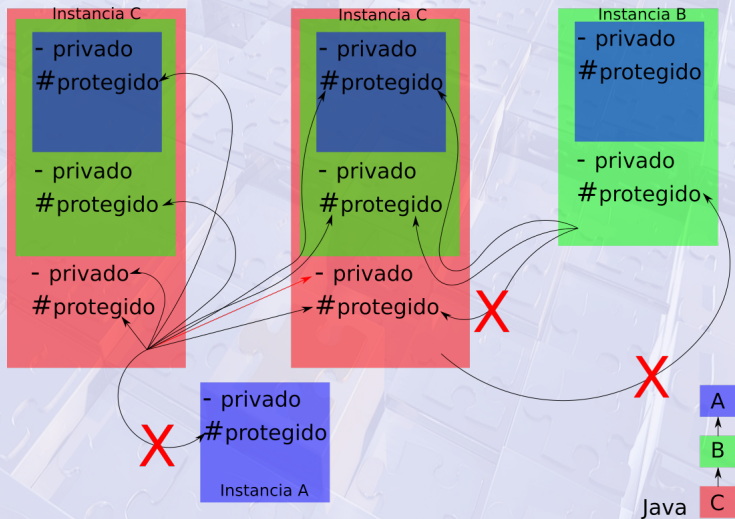 Instancia C
- privado
#protegido
- privado
#protegido
- privado
#protegido
Instancia C
- privado
#protegido
- privado
#protegido
- privado
#protegido
Instancia B
- privado
#protegido
- privado
#protegido
- privado
#protegido
Instancia A
X
X
X
A
B
C
Java